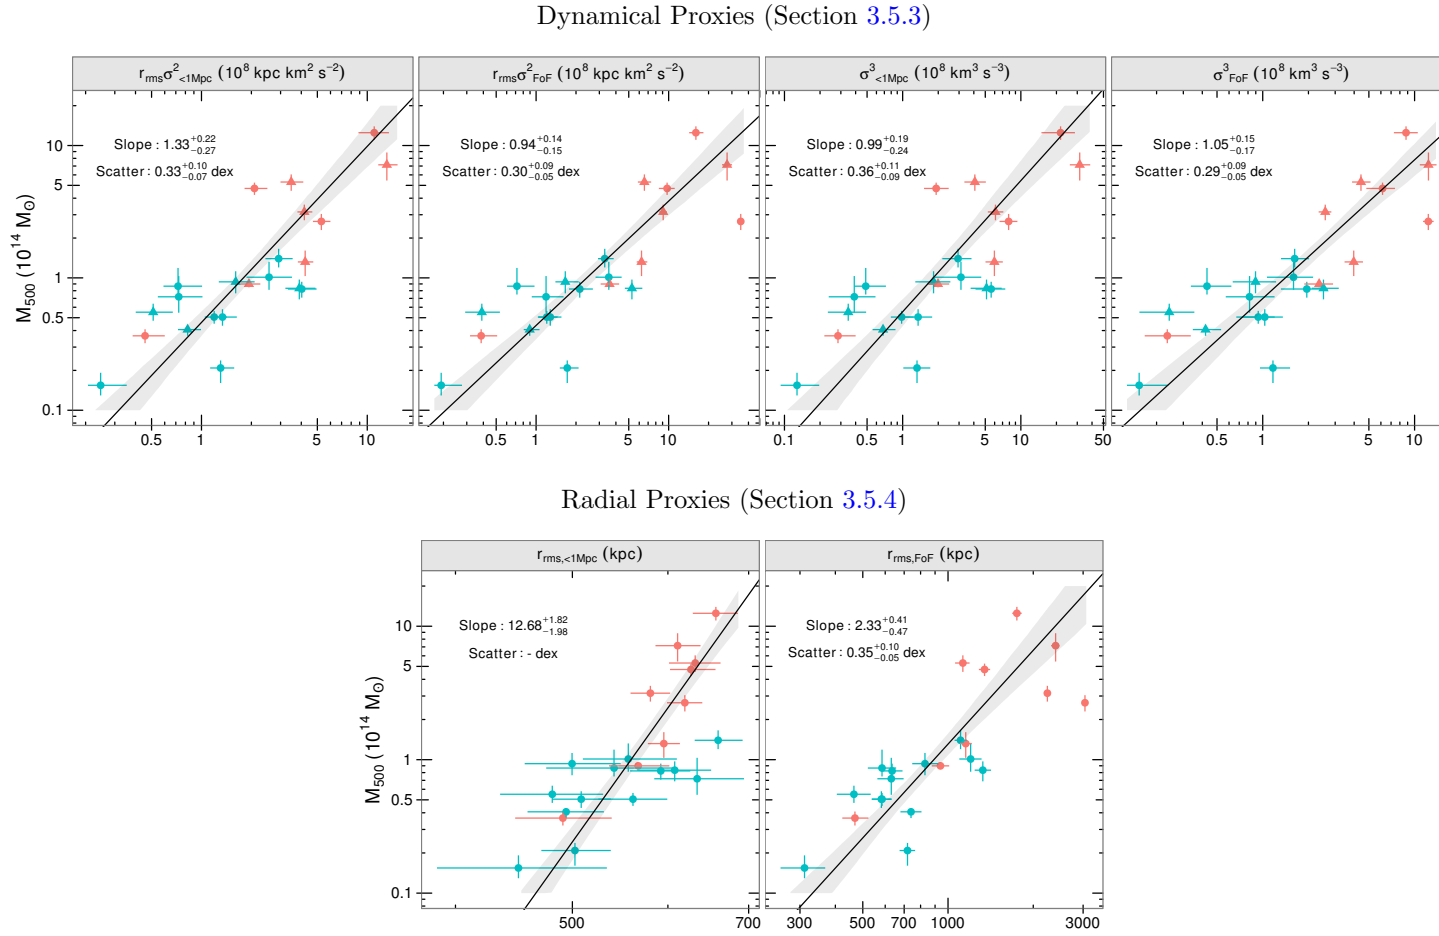 Dynamical Proxies (Section 3.5.3)
r_rms σ²_<1Mpc (10⁸ kpc km² s⁻²)
r_rms σ²_FoF (10⁸ kpc km² s⁻²)
σ³_<1Mpc (10⁸ km³ s⁻³)
σ³_FoF (10⁸ km³ s⁻³)
Slope : 1.33 +0.22 −0.27
Scatter : 0.33 +0.10 −0.07 dex
Slope : 0.94 +0.14 −0.15
Scatter : 0.30 +0.09 −0.05 dex
Slope : 0.99 +0.19 −0.24
Scatter : 0.36 +0.11 −0.09 dex
Slope : 1.05 +0.15 −0.17
Scatter : 0.29 +0.09 −0.05 dex
M₅₀₀ (10¹⁴ M⊙)
10
5
1
0.5
0.1
0.5 1 5 10
0.5 1 5 10
0.1 0.5 1 5 10 50
0.5 1 5 10
Radial Proxies (Section 3.5.4)
r_rms,<1Mpc (kpc)
r_rms,FoF (kpc)
Slope : 12.68 +1.82 −1.98
Scatter : - dex
Slope : 2.33 +0.41 −0.47
Scatter : 0.35 +0.10 −0.05 dex
M₅₀₀ (10¹⁴ M⊙)
10
5
1
0.5
0.1
500 700
300 500 700 1000 3000